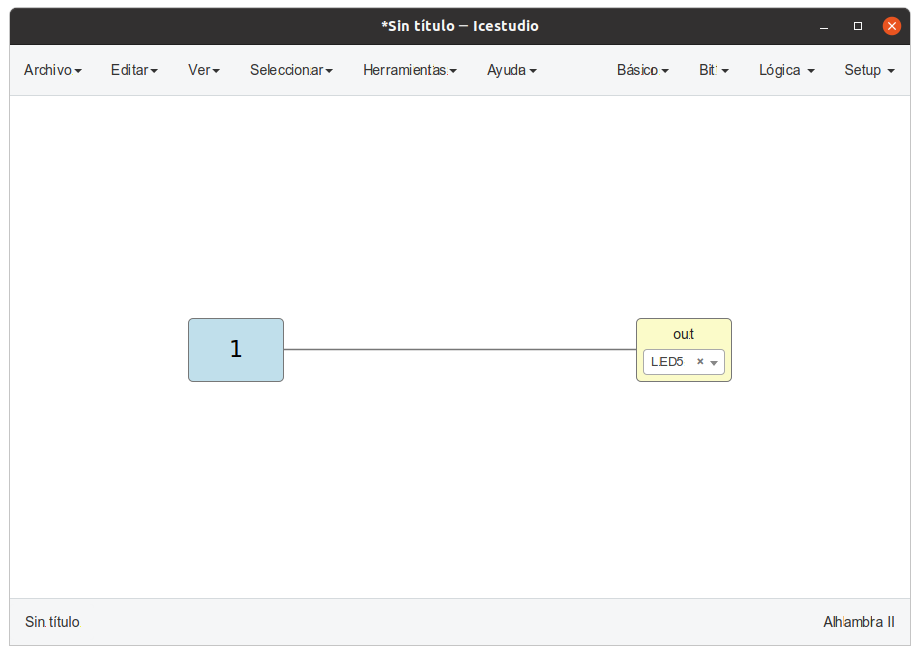 *Sin título — Icestudio
Archivo Editar Ver Seleccionar Herramientas Ayuda Básico Bit Lógica Setup
1
out
LED5
Sin título
Alhambra II